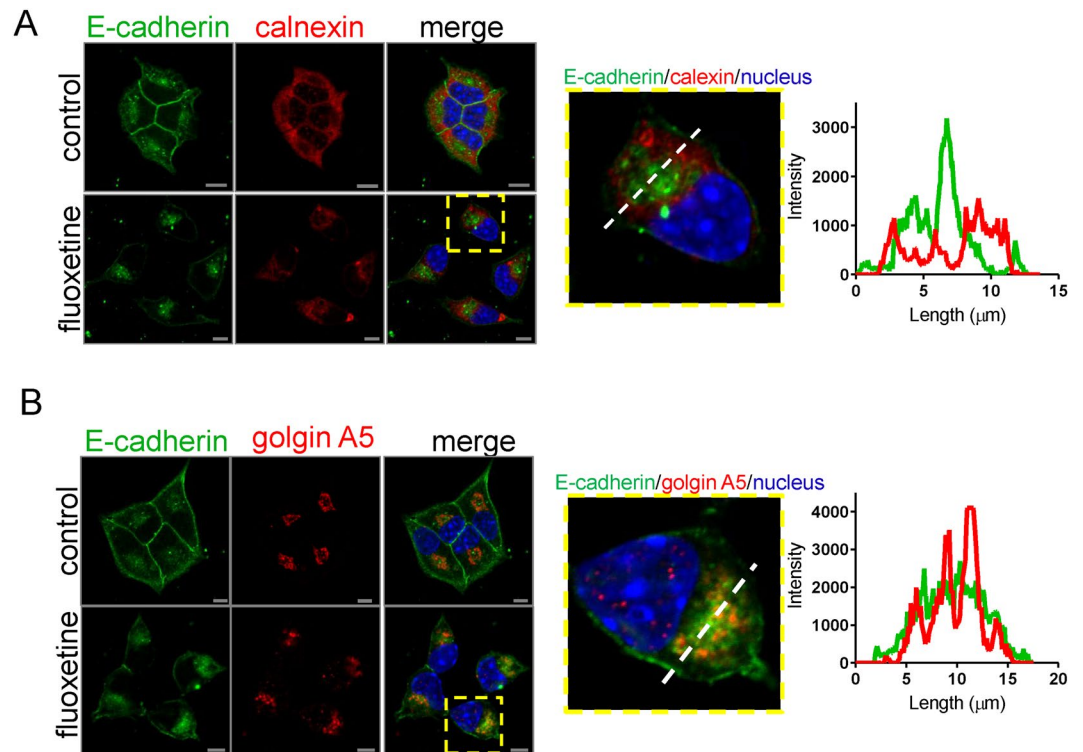 A
E-cadherin calnexin merge
control
fluoxetine
E-cadherin/calexin/nucleus
Intensity
3000
2000
1000
0
0 5 10 15
Length (μm)
B
E-cadherin golgin A5 merge
control
fluoxetine
E-cadherin/golgin A5/nucleus
Intensity
4000
3000
2000
1000
0
0 5 10 15 20
Length (μm)